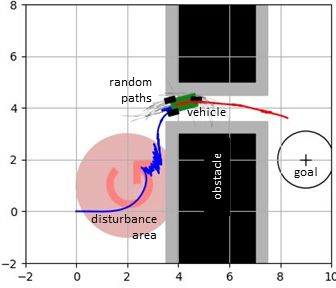 8
6
random
paths
4
vehicle
2
obstacle
goal
0
disturbance
area
−2
−2 0 2 4 6 8 10